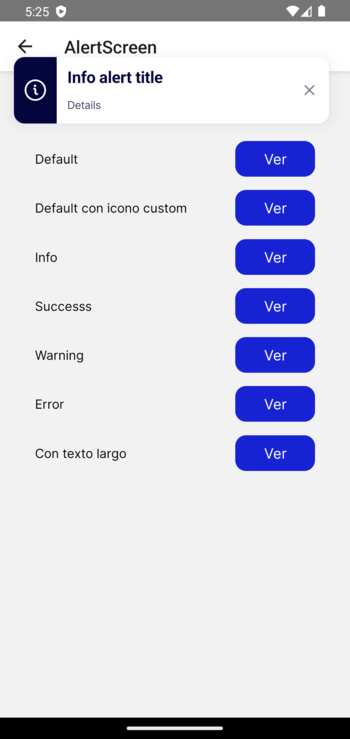 5:25
AlertScreen
Info alert title
Details
Default Ver
Default con icono custom Ver
Info Ver
Successs Ver
Warning Ver
Error Ver
Con texto largo Ver